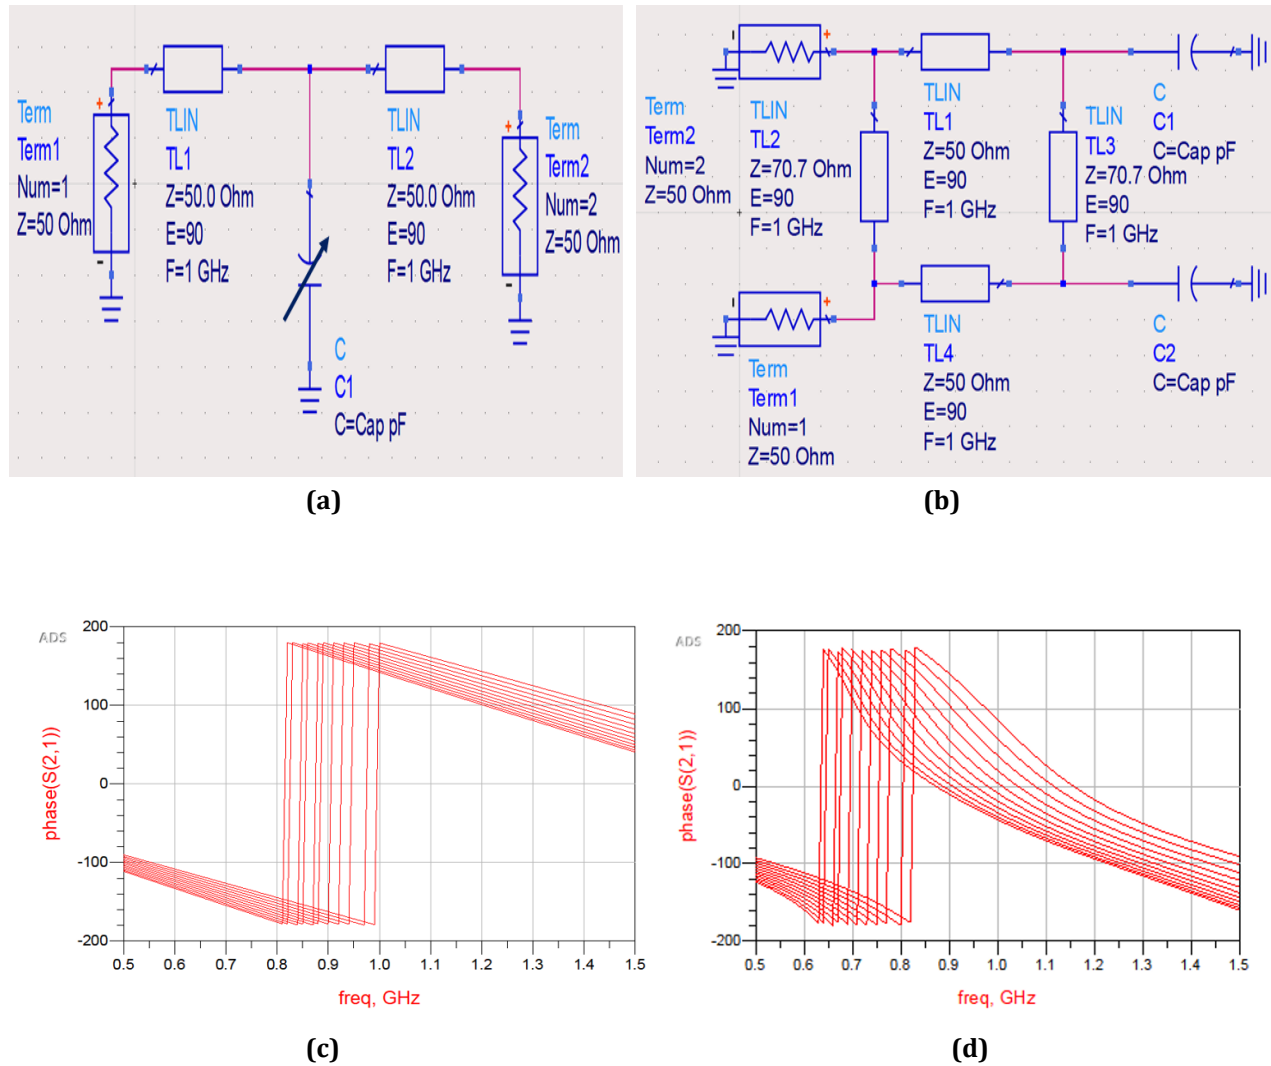 Term
Term1
Num=1
Z=50 Ohm
TLIN
TL1
Z=50.0 Ohm
E=90
F=1 GHz
TLIN
TL2
Z=50.0 Ohm
E=90
F=1 GHz
Term
Term2
Num=2
Z=50 Ohm
C
C1
C=Cap pF
(a)
Term
Term2
Num=2
Z=50 Ohm
TLIN
TL2
Z=70.7 Ohm
E=90
F=1 GHz
TLIN
TL1
Z=50 Ohm
E=90
F=1 GHz
TLIN
TL3
Z=70.7 Ohm
E=90
F=1 GHz
C
C1
C=Cap pF
Term
Term1
Num=1
Z=50 Ohm
TLIN
TL4
Z=50 Ohm
E=90
F=1 GHz
C
C2
C=Cap pF
(b)
ADS
phase(S(2,1))
200
100
0
-100
-200
0.5 0.6 0.7 0.8 0.9 1.0 1.1 1.2 1.3 1.4 1.5
freq, GHz
(c)
ADS
phase(S(2,1))
200
100
0
-100
-200
0.5 0.6 0.7 0.8 0.9 1.0 1.1 1.2 1.3 1.4 1.5
freq, GHz
(d)